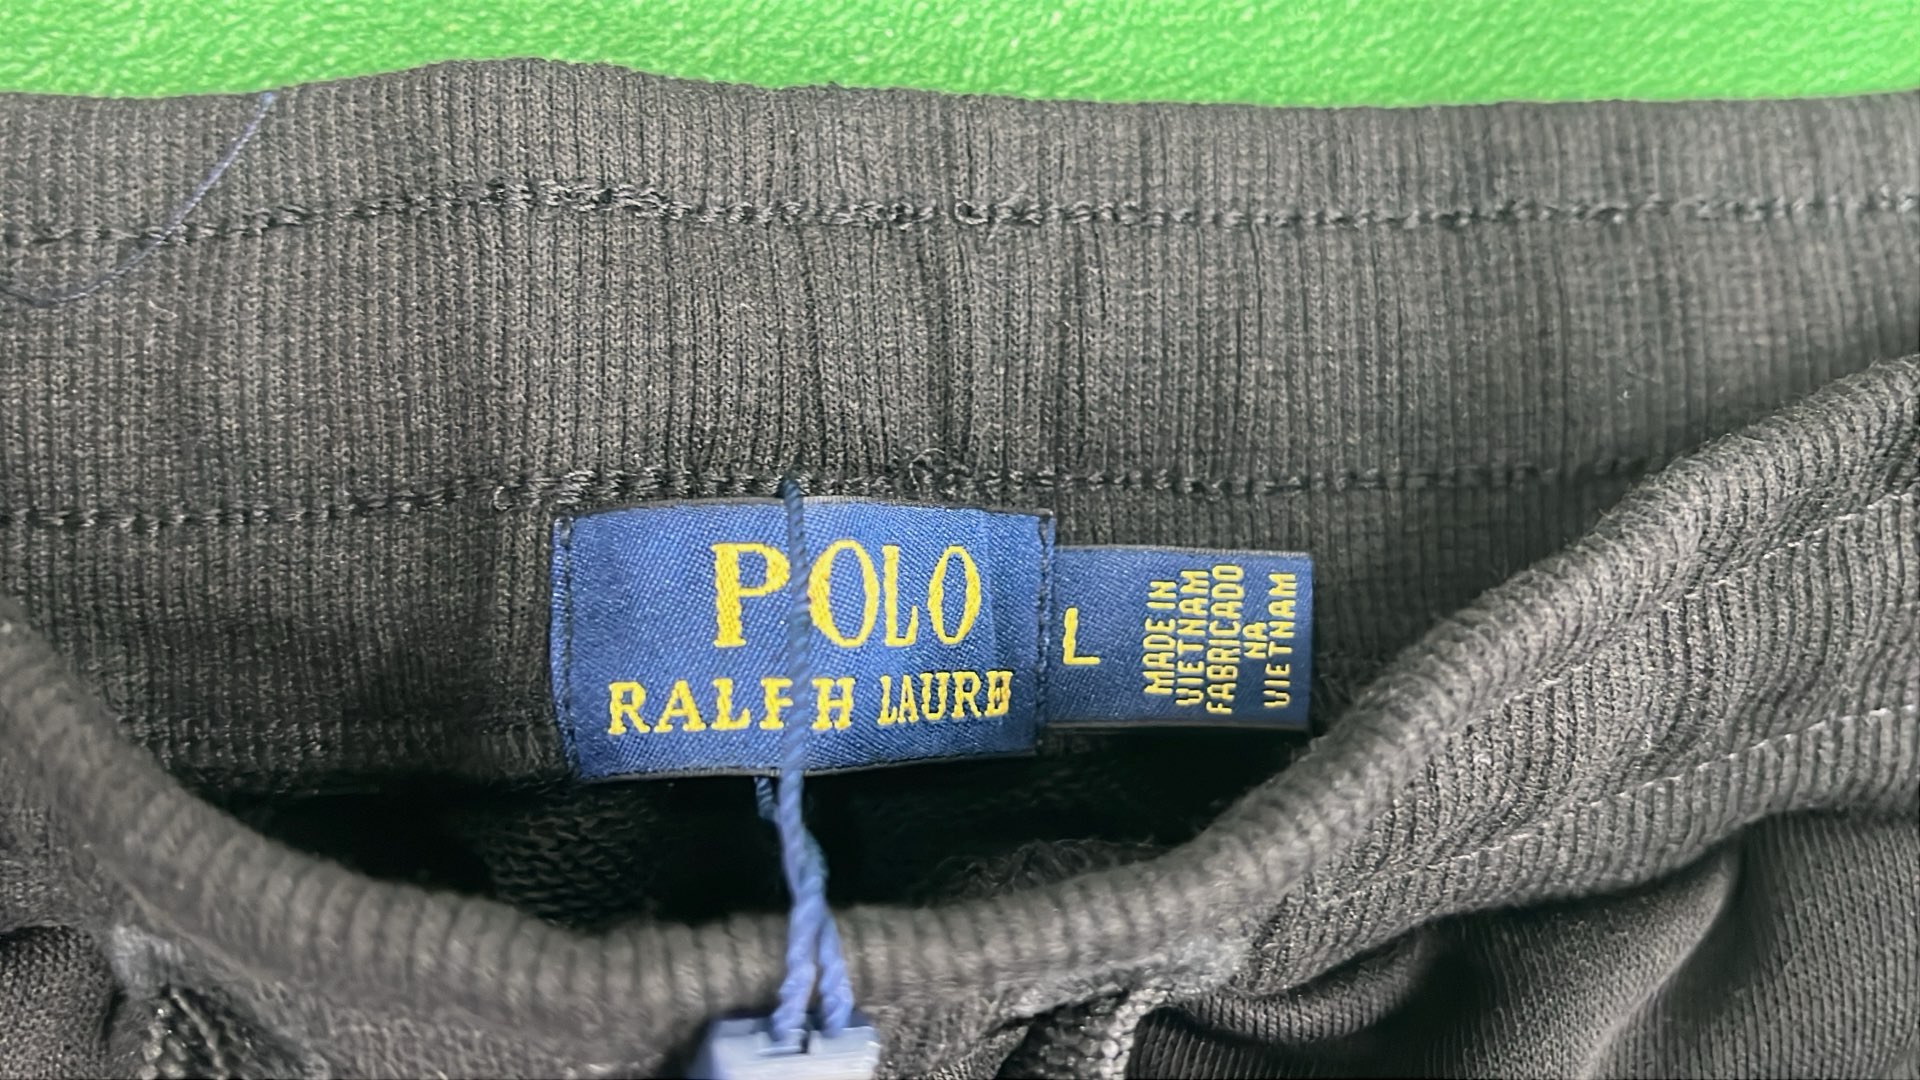 POLO
RALPH LAUREN
L
MADE IN
VIETNAM
FABRICADO
NA
VIETNAM